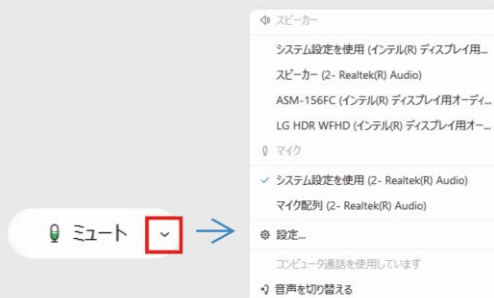 スピーカー
システム設定を使用 (インテル(R) ディスプレイ用...
スピーカー (2- Realtek(R) Audio)
ASM-156FC (インテル(R) ディスプレイ用オーディ...
LG HDR WFHD (インテル(R) ディスプレイ用オー...
マイク
システム設定を使用 (2- Realtek(R) Audio)
マイク配列 (2- Realtek(R) Audio)
ミュート
設定...
コンピュータ通話を使用しています
音声を切り替える